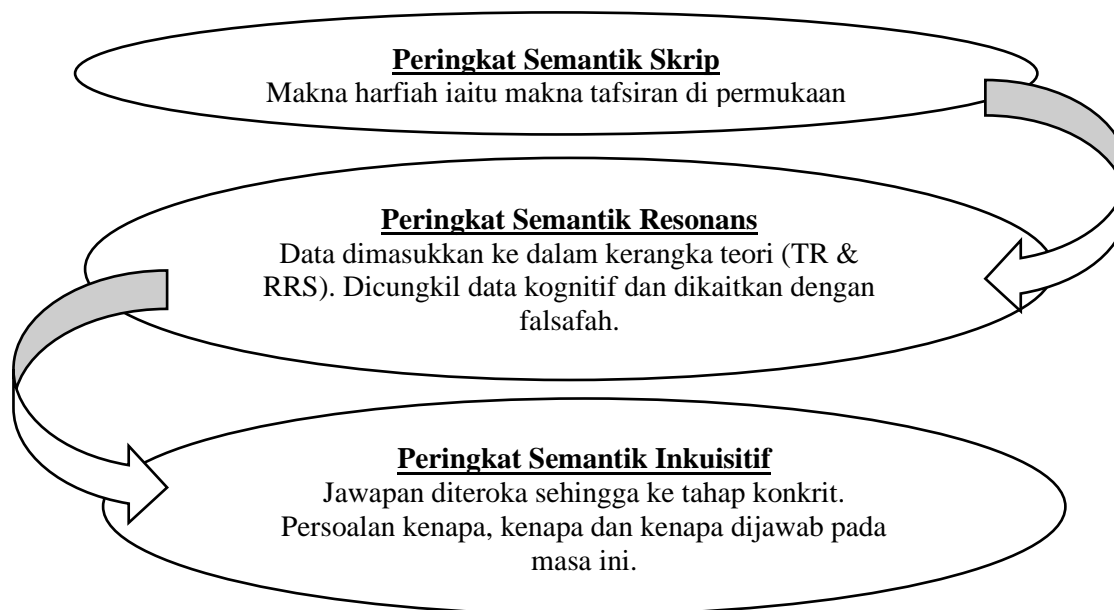 Peringkat Semantik Skrip
Makna harfiah iaitu makna tafsiran di permukaan
Peringkat Semantik Resonans
Data dimasukkan ke dalam kerangka teori (TR &
RRS). Dicungkil data kognitif dan dikaitkan dengan
falsafah.
Peringkat Semantik Inkuisitif
Jawapan diteroka sehingga ke tahap konkrit.
Persoalan kenapa, kenapa dan kenapa dijawab pada
masa ini.